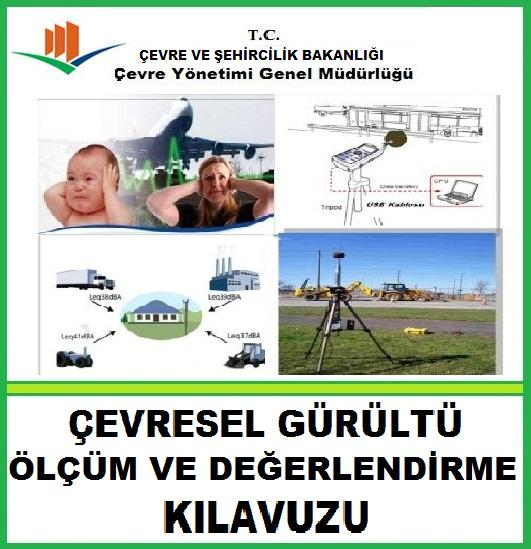 T.C.
ÇEVRE VE ŞEHİRCİLİK BAKANLIĞI
Çevre Yönetimi Genel Müdürlüğü
Tripod
USB Kablosu
CPU
Leq38dBA
Leq39dBA
Leq41dBA
Leq37dBA
ÇEVRESEL GÜRÜLTÜ
ÖLÇÜM VE DEĞERLENDİRME
KILAVUZU